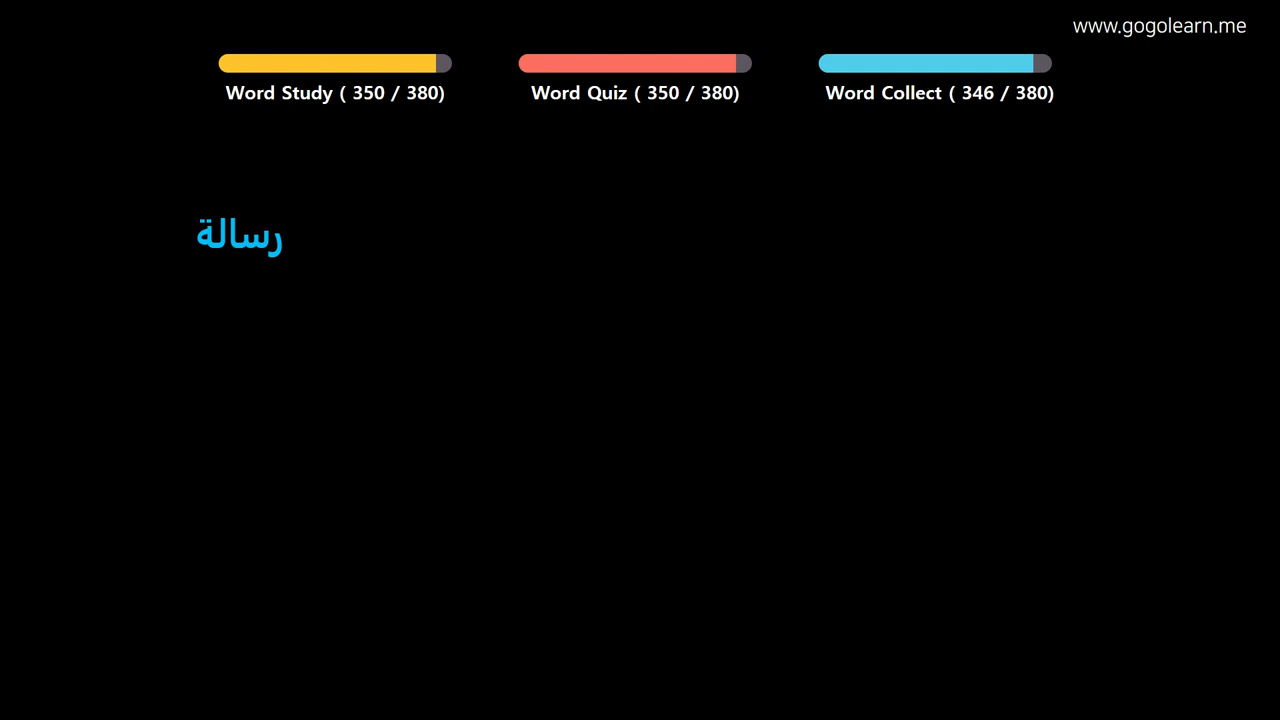 www.gogolearn.me
Word Study ( 350 / 380)
Word Quiz ( 350 / 380)
Word Collect ( 346 / 380)
رسالة